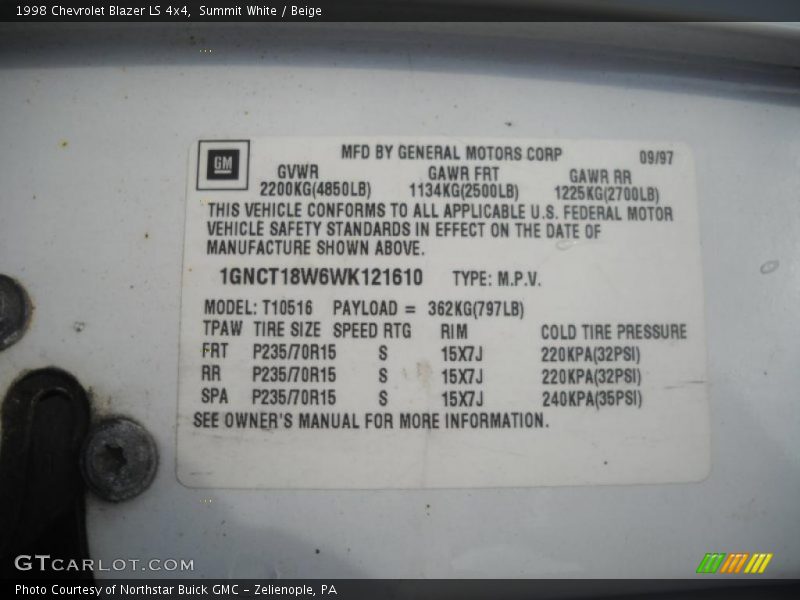 1998 Chevrolet Blazer LS 4x4,  Summit White / Beige
GM
MFD BY GENERAL MOTORS CORP 09/97
GVWR GAWR FRT GAWR RR
2200KG(4850LB) 1134KG(2500LB) 1225KG(2700LB)
THIS VEHICLE CONFORMS TO ALL APPLICABLE U.S. FEDERAL MOTOR
VEHICLE SAFETY STANDARDS IN EFFECT ON THE DATE OF
MANUFACTURE SHOWN ABOVE.
1GNCT18W6WK121610 TYPE: M.P.V.
MODEL: T10516 PAYLOAD = 362KG(797LB)
TPAW TIRE SIZE SPEED RTG RIM COLD TIRE PRESSURE
FRT P235/70R15 S 15X7J 220KPA(32PSI)
RR P235/70R15 S 15X7J 220KPA(32PSI)
SPA P235/70R15 S 15X7J 240KPA(35PSI)
SEE OWNER'S MANUAL FOR MORE INFORMATION.
GTCARLOT.COM
Photo Courtesy of Northstar Buick GMC - Zelienople, PA